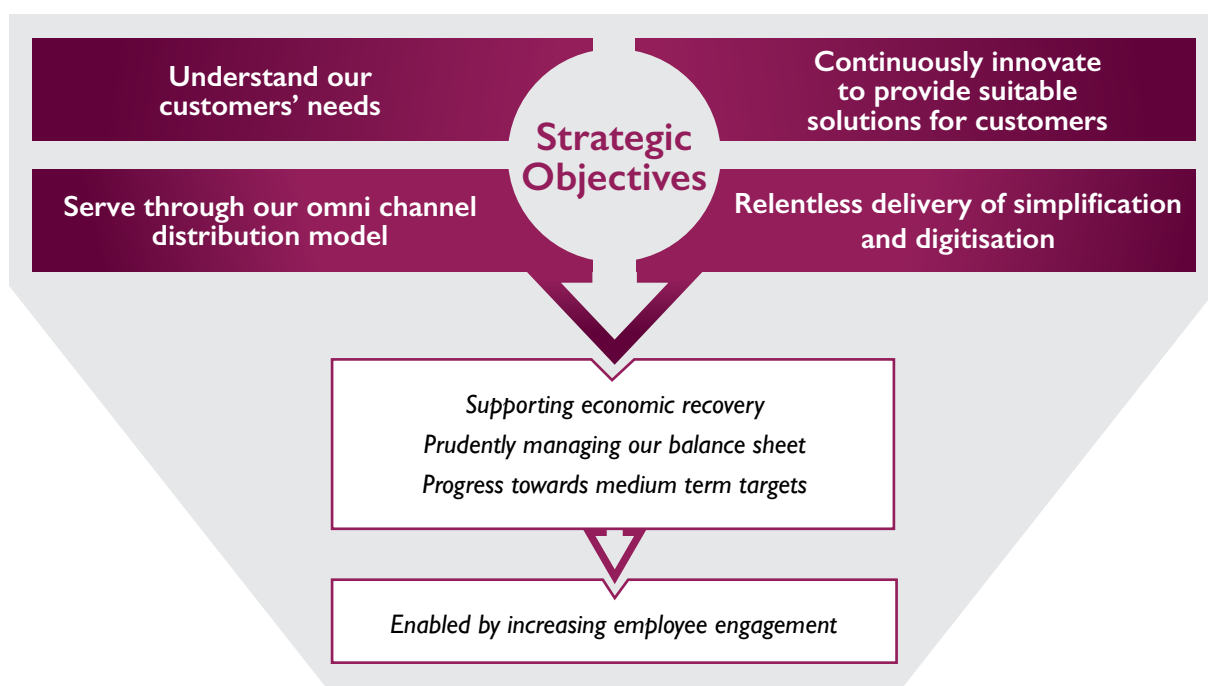 Understand our
customers’ needs
Continuously innovate
to provide suitable
solutions for customers
Strategic
Objectives
Serve through our omni channel
distribution model
Relentless delivery of simplification
and digitisation
Supporting economic recovery
Prudently managing our balance sheet
Progress towards medium term targets
Enabled by increasing employee engagement